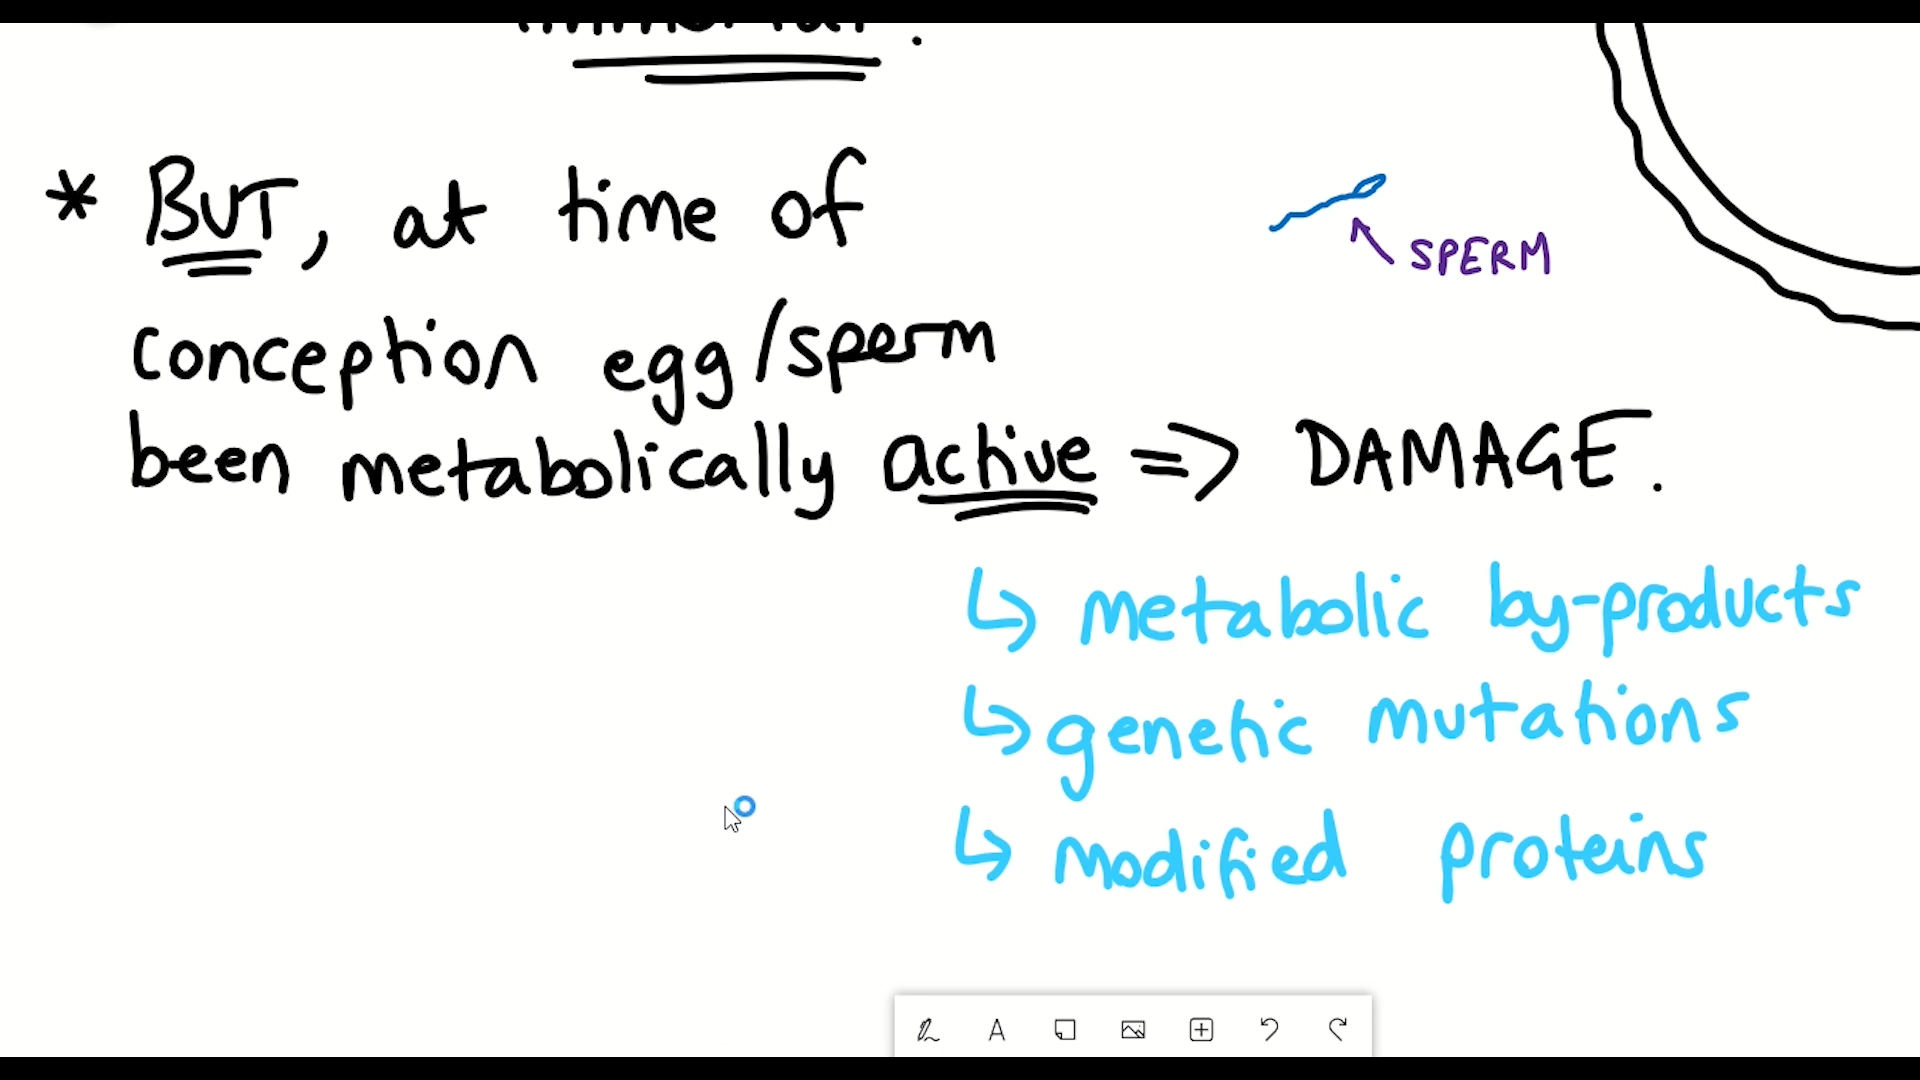 * BUT, at time of
SPERM
conception egg/sperm
been metabolically active => DAMAGE.
↳ metabolic by-products
↳ genetic mutations
↳ modified proteins